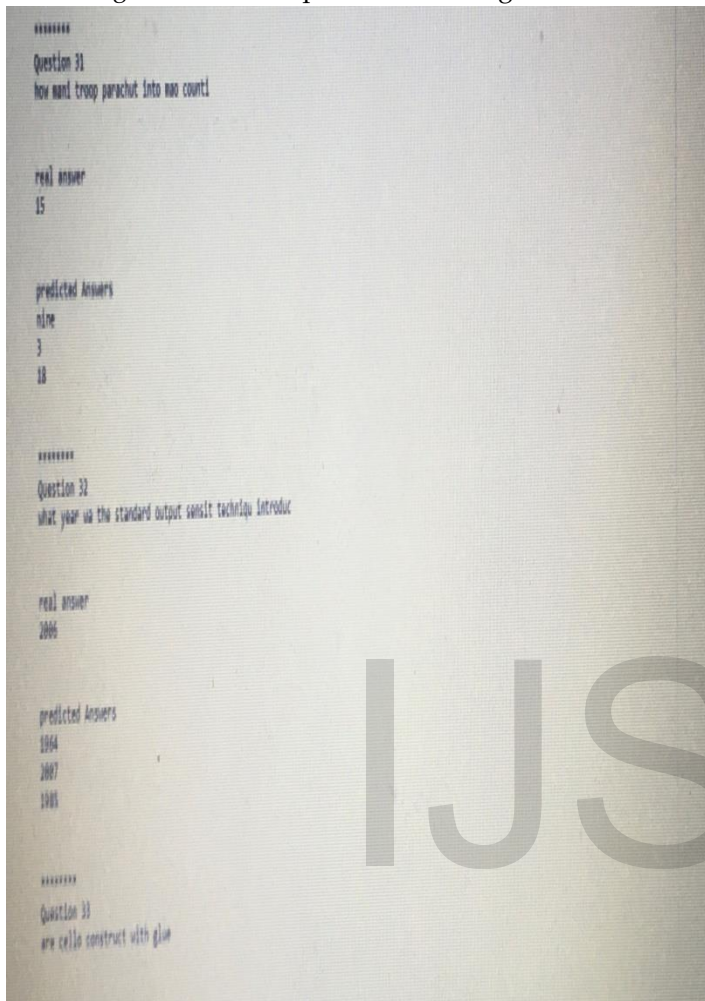 ********
Question 31
how mani troop parachut into mao counti
real answer
15
predicted Answers
nine
3
18
********
Question 32
what year wa the standard output sensit techniqu introduc
real answer
2006
predicted Answers
1964
2007
1985
********
Question 33
are cello construct with glue
IJS